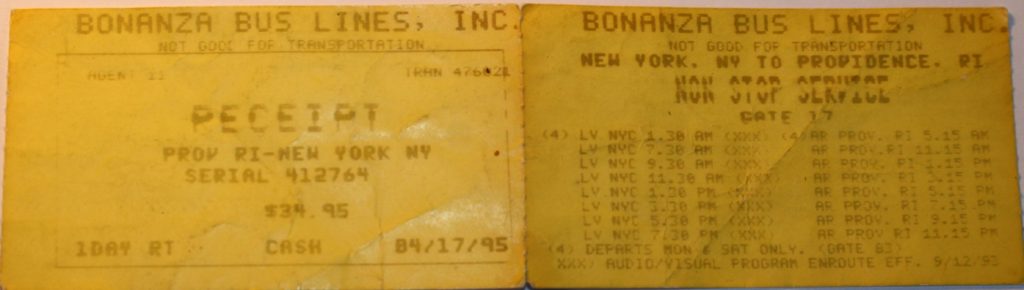 BONANZA BUS LINES, INC.
NOT GOOD FOR TRANSPORTATION
AGENT 11 TRAN 476021
RECEIPT
PROV RI-NEW YORK NY
SERIAL 412764
$34.95
1DAY RT CASH 04/17/95
BONANZA BUS LINES, INC.
NOT GOOD FOR TRANSPORTATION
NEW YORK, NY TO PROVIDENCE, RI
NON STOP SERVICE
GATE 17
(4) LV NYC 1.30 AM (XXX) (4) AR PROV. RI 5.15 AM
LV NYC 7.30 AM (XXX) AR PROV.RI 11.15 AM
LV NYC 9.30 AM (XXX) AR PROV. RI 1.15 PM
LV NYC 11.30 AM (XXX) AR PROV. RI 3.15 PM
LV NYC 1.30 PM (XXX) AR PROV. RI 5.15 PM
LV NYC 3.30 PM (XXX) AR PROV. RI 7.15 PM
LV NYC 5.30 PM (XXX) AR PROV. RI 9.15 PM
LV NYC 7.30 PM (XXX) AR PROV. RI 11.15 PM
(4) DEPARTS MON & SAT ONLY. (GATE 83)
XXX) AUDIO/VISUAL PROGRAM ENROUTE EFF. 9/12/93